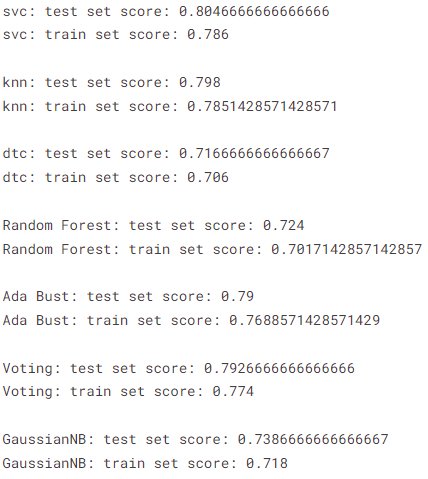 svc: test set score: 0.8046666666666666
svc: train set score: 0.786
knn: test set score: 0.798
knn: train set score: 0.7851428571428571
dtc: test set score: 0.7166666666666667
dtc: train set score: 0.706
Random Forest: test set score: 0.724
Random Forest: train set score: 0.7017142857142857
Ada Bust: test set score: 0.79
Ada Bust: train set score: 0.7688571428571429
Voting: test set score: 0.7926666666666666
Voting: train set score: 0.774
GaussianNB: test set score: 0.7386666666666667
GaussianNB: train set score: 0.718